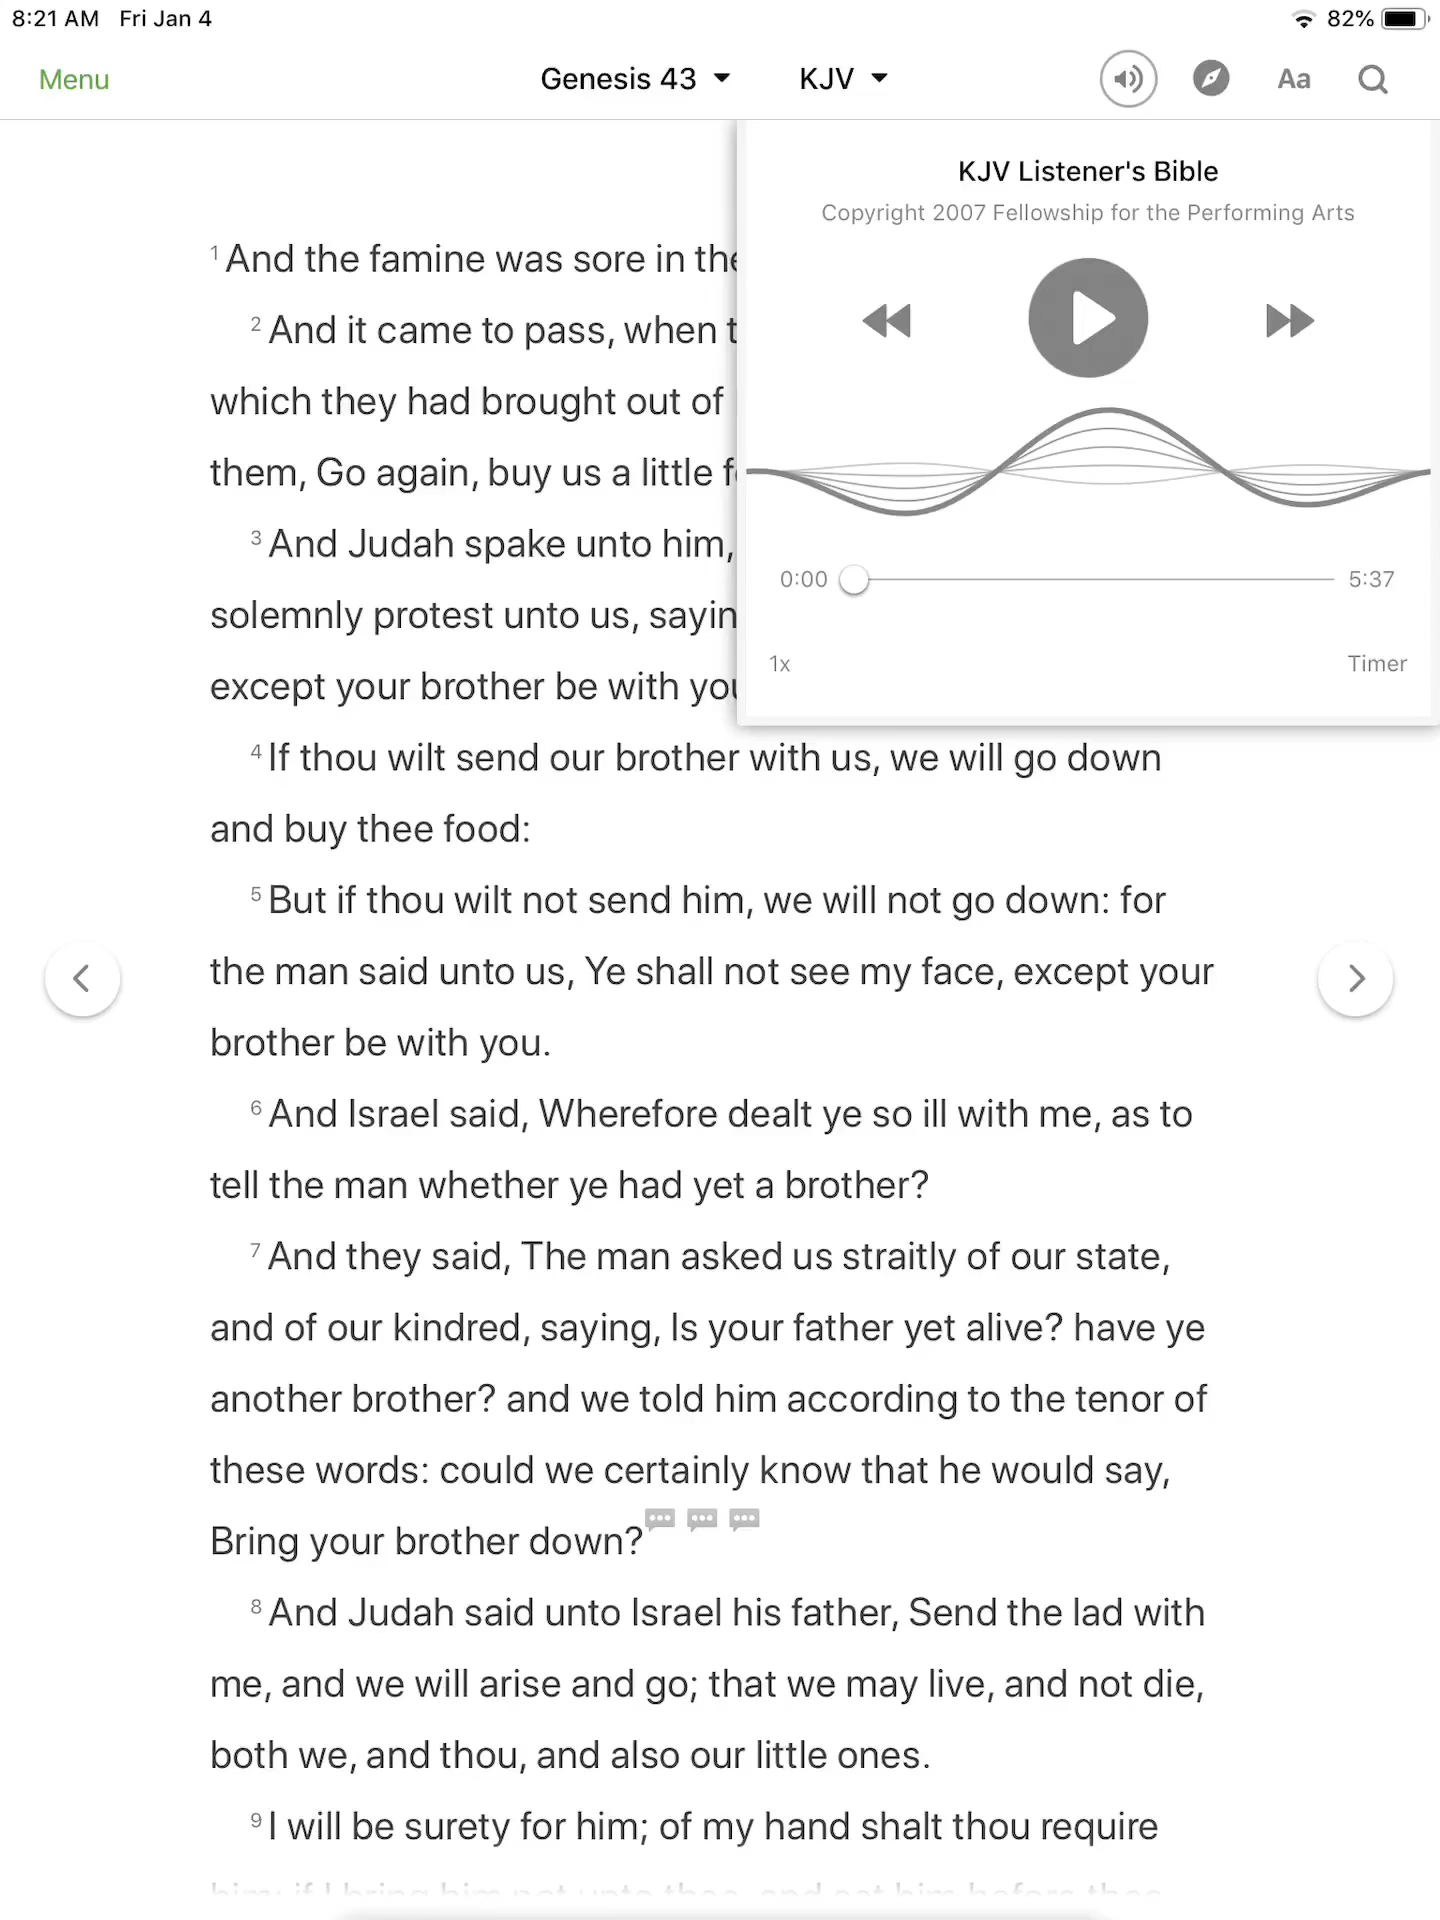 8:21 AM Fri Jan 4 82%
Menu Genesis 43 KJV Aa
KJV Listener's Bible
Copyright 2007 Fellowship for the Performing Arts
0:00 5:37
1x Timer
1 And the famine was sore in the
2 And it came to pass, when
which they had brought out of
them, Go again, buy us a little
3 And Judah spake unto him,
solemnly protest unto us, sayin
except your brother be with you
4 If thou wilt send our brother with us, we will go down
and buy thee food:
5 But if thou wilt not send him, we will not go down: for
the man said unto us, Ye shall not see my face, except your
brother be with you.
6 And Israel said, Wherefore dealt ye so ill with me, as to
tell the man whether ye had yet a brother?
7 And they said, The man asked us straitly of our state,
and of our kindred, saying, Is your father yet alive? have ye
another brother? and we told him according to the tenor of
these words: could we certainly know that he would say,
Bring your brother down?
8 And Judah said unto Israel his father, Send the lad with
me, and we will arise and go; that we may live, and not die,
both we, and thou, and also our little ones.
9 I will be surety for him; of my hand shalt thou require